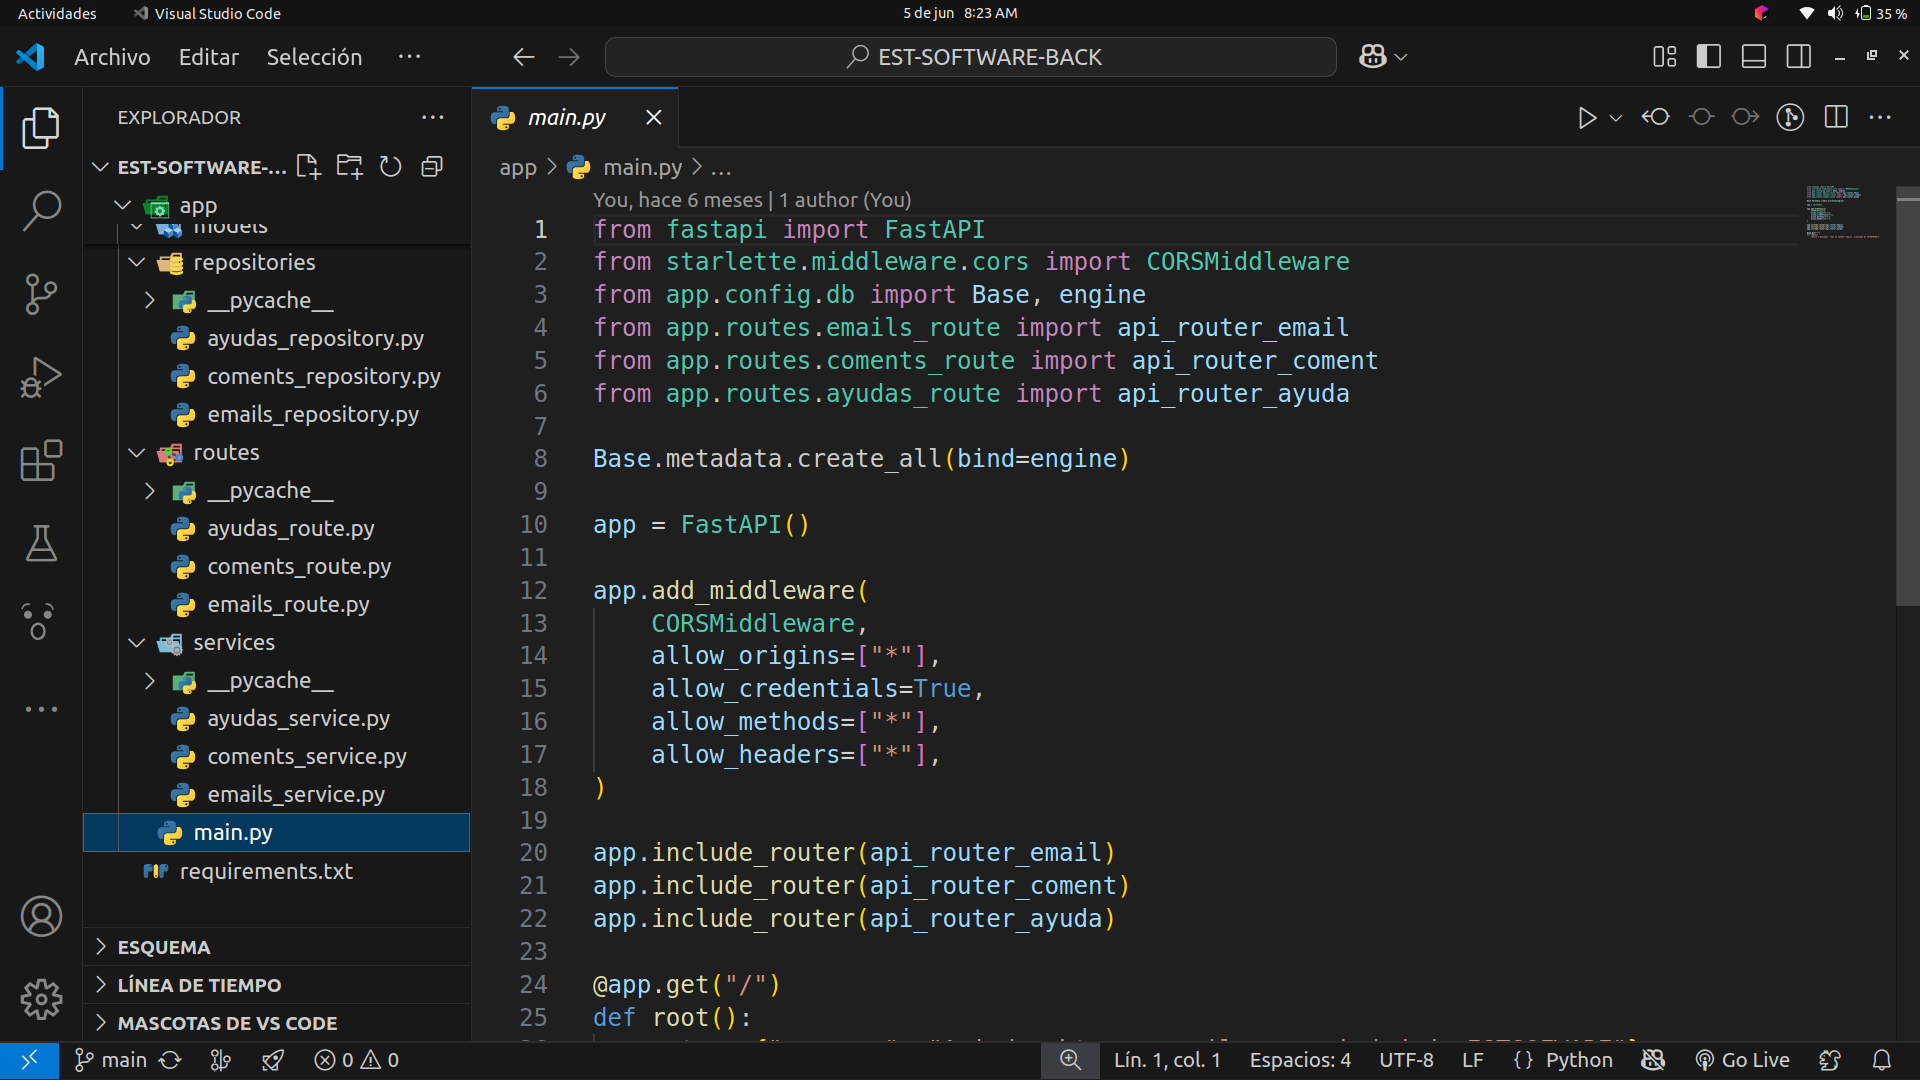 Actividades
Visual Studio Code
5 de jun 8:23 AM
35 %
Archivo Editar Selección ...
EST-SOFTWARE-BACK
EXPLORADOR
EST-SOFTWARE-...
app
models
repositories
__pycache__
ayudas_repository.py
coments_repository.py
emails_repository.py
routes
__pycache__
ayudas_route.py
coments_route.py
emails_route.py
services
__pycache__
ayudas_service.py
coments_service.py
emails_service.py
main.py
requirements.txt
ESQUEMA
LÍNEA DE TIEMPO
MASCOTAS DE VS CODE
main.py
app > main.py > ...
You, hace 6 meses | 1 author (You)
1 from fastapi import FastAPI
2 from starlette.middleware.cors import CORSMiddleware
3 from app.config.db import Base, engine
4 from app.routes.emails_route import api_router_email
5 from app.routes.coments_route import api_router_coment
6 from app.routes.ayudas_route import api_router_ayuda
7
8 Base.metadata.create_all(bind=engine)
9
10 app = FastAPI()
11
12 app.add_middleware(
13 CORSMiddleware,
14 allow_origins=["*"],
15 allow_credentials=True,
16 allow_methods=["*"],
17 allow_headers=["*"],
18 )
19
20 app.include_router(api_router_email)
21 app.include_router(api_router_coment)
22 app.include_router(api_router_ayuda)
23
24 @app.get("/")
25 def root():
main
0 0
Lín. 1, col. 1
Espacios: 4
UTF-8
LF
{ } Python
Go Live